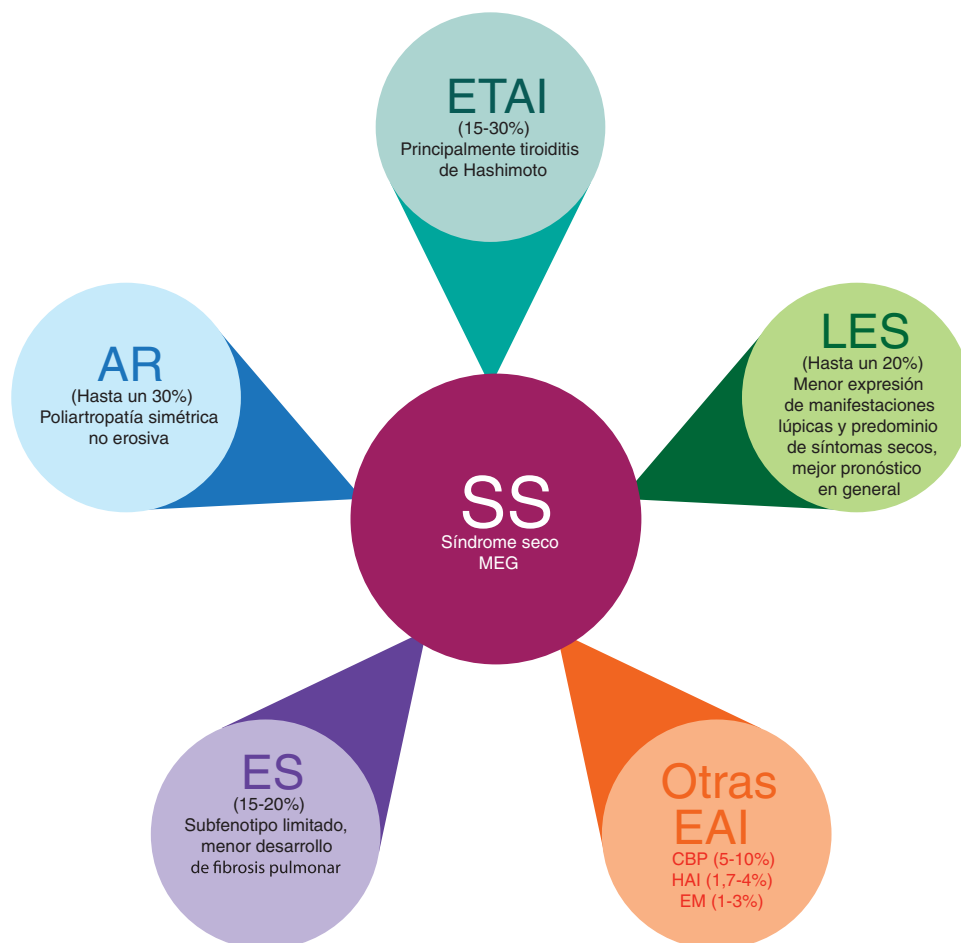 ETAI
(15-30%)
Principalmente tiroiditis
de Hashimoto
AR
(Hasta un 30%)
Poliartropatía simétrica
no erosiva
LES
(Hasta un 20%)
Menor expresión
de manifestaciones
lúpicas y predominio
de síntomas secos,
mejor pronóstico
en general
SS
Síndrome seco
MEG
ES
(15-20%)
Subfenotipo limitado,
menor desarrollo
de fibrosis pulmonar
Otras
EAI
CBP (5-10%)
HAI (1,7-4%)
EM (1-3%)